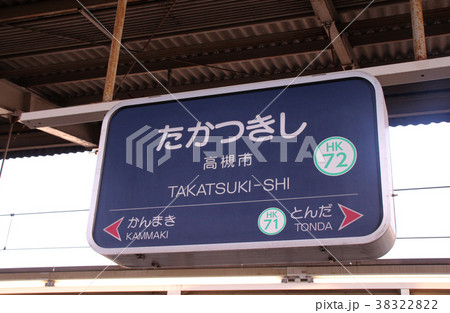 たかつきし
高槻市
HK
72
TAKATSUKI-SHI
かんまき
KAMMAKI
HK
71
とんだ
TONDA
PIXTA
pixta.jp - 38322822